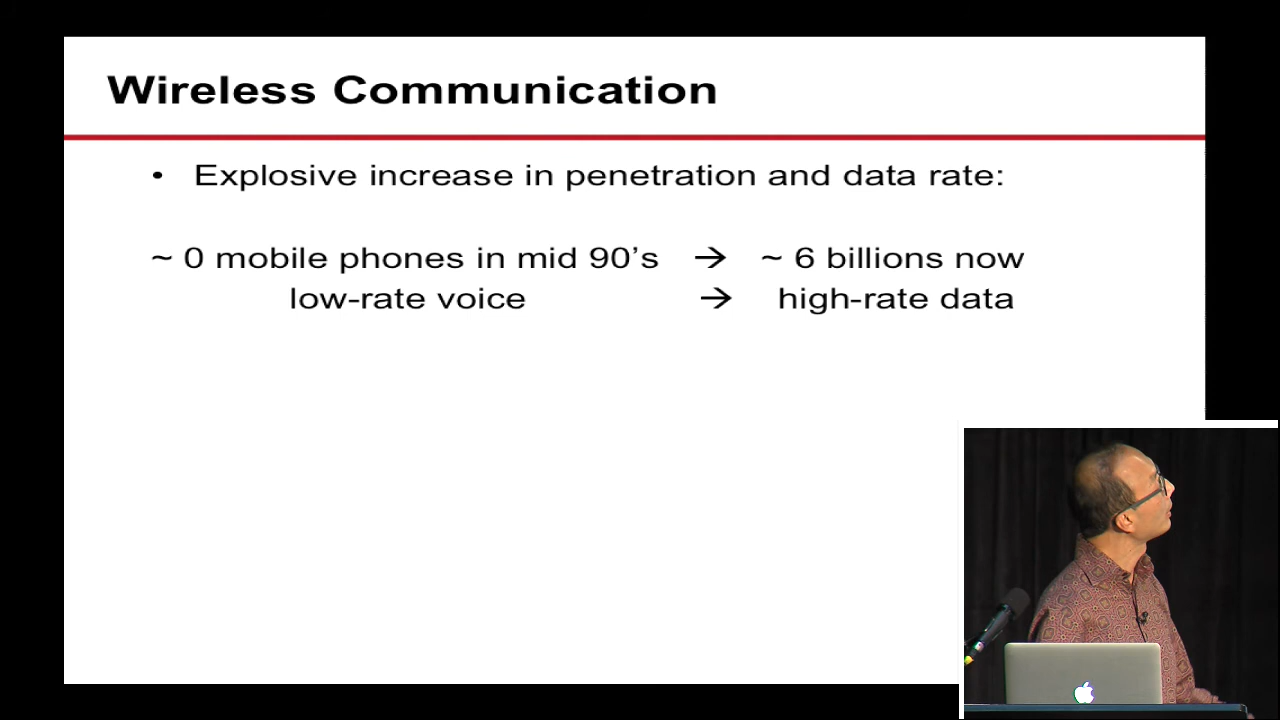 Wireless Communication
• Explosive increase in penetration and data rate:
~ 0 mobile phones in mid 90’s → ~ 6 billions now
low-rate voice → high-rate data